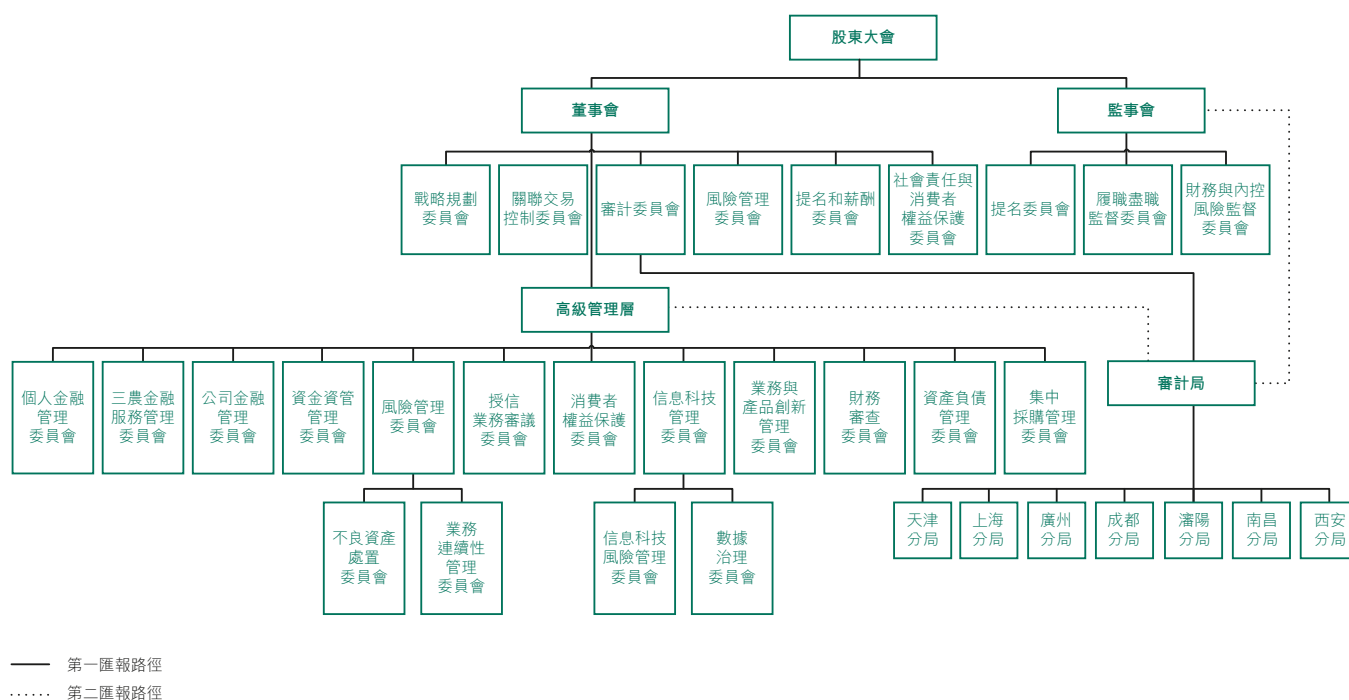 股東大會
董事會
監事會
戰略規劃
委員會
關聯交易
控制委員會
審計委員會
風險管理
委員會
提名和薪酬
委員會
社會責任與
消費者
權益保護
委員會
提名委員會
履職盡職
監督委員會
財務與內控
風險監督
委員會
高級管理層
審計局
個人金融
管理
委員會
三農金融
服務管理
委員會
公司金融
管理
委員會
資金資管
管理
委員會
風險管理
委員會
授信
業務審議
委員會
消費者
權益保護
委員會
信息科技
管理
委員會
業務與
產品創新
管理
委員會
財務
審查
委員會
資產負債
管理
委員會
集中
採購管理
委員會
不良資產
處置
委員會
業務
連續性
管理
委員會
信息科技
風險管理
委員會
數據
治理
委員會
天津
分局
上海
分局
廣州
分局
成都
分局
瀋陽
分局
南昌
分局
西安
分局
第一匯報路徑
第二匯報路徑